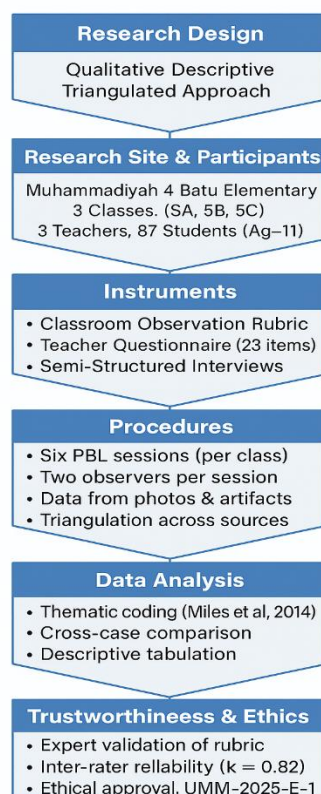 Research Design
Qualitative Descriptive
Triangulated Approach
Research Site & Participants
Muhammadiyah 4 Batu Elementary
3 Classes. (SA, 5B, 5C)
3 Teachers, 87 Students (Ag–11)
Instruments
• Classroom Observation Rubric
• Teacher Questionnaire (23 items)
• Semi-Structured Interviews
Procedures
• Six PBL sessions (per class)
• Two observers per session
• Data from photos & artifacts
• Triangulation across sources
Data Analysis
• Thematic coding (Miles et al, 2014)
• Cross-case comparison
• Descriptive tabulation
Trustworthineess & Ethics
• Expert validation of rubric
• Inter-rater rellability (k = 0.82)
• Ethical approval. UMM-2025-E-1